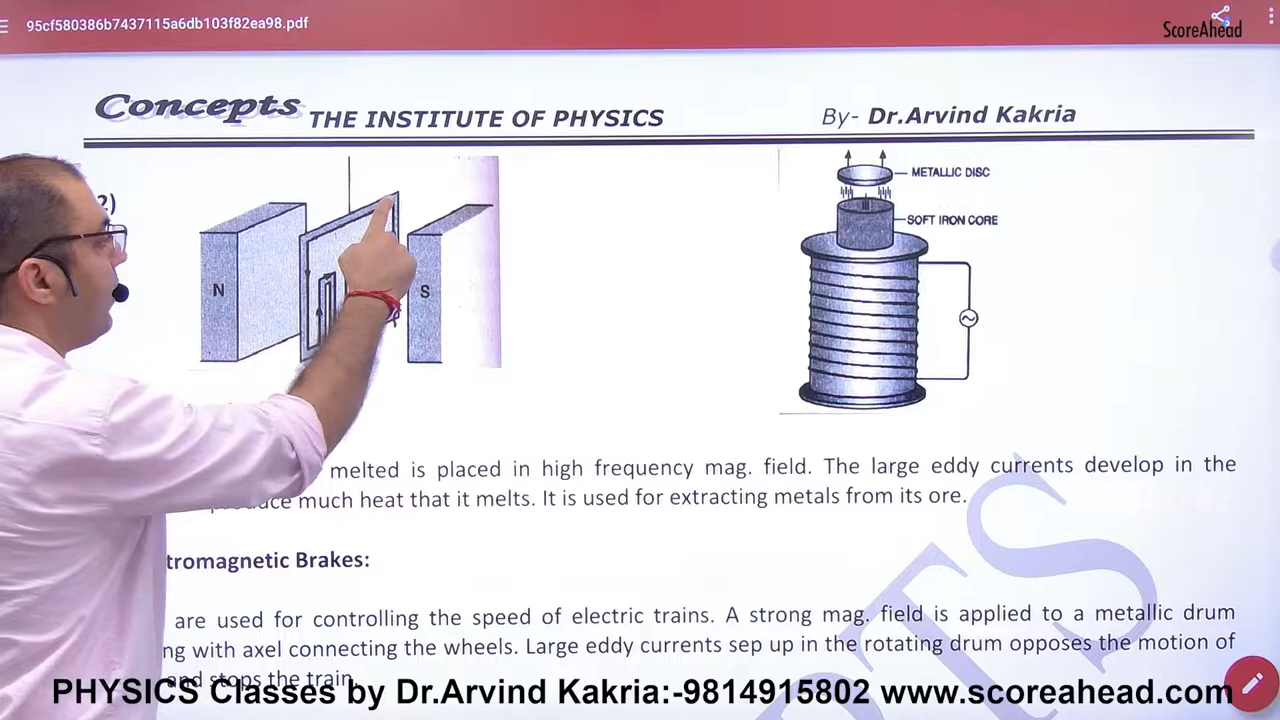 95cf580386b7437115a6db103f82ea98.pdf
ScoreAhead
Concepts THE INSTITUTE OF PHYSICS By- Dr.Arvind Kakria
2)
N
S
METALLIC DISC
SOFT IRON CORE
melted is placed in high frequency mag. field. The large eddy currents develop in the
much heat that it melts. It is used for extracting metals from its ore.
tromagnetic Brakes:
are used for controlling the speed of electric trains. A strong mag. field is applied to a metallic drum
ng with axel connecting the wheels. Large eddy currents sep up in the rotating drum opposes the motion of
and stops the train.
PHYSICS Classes by Dr.Arvind Kakria:-9814915802 www.scoreahead.com
PTS